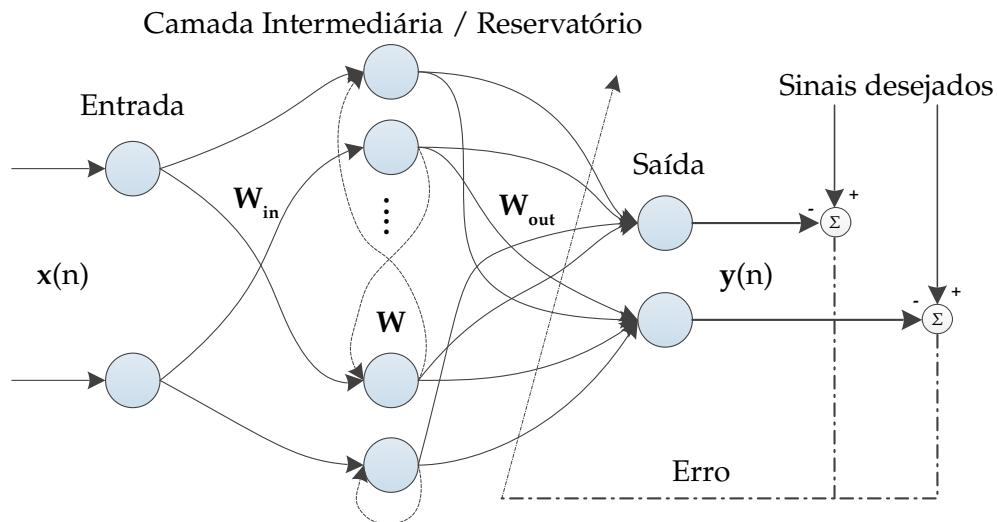 Camada Intermediária / Reservatório
Sinais desejados
Entrada
Saída
W_in
W_out
x(n)
W
y(n)
- +
Σ
- +
Σ
Erro